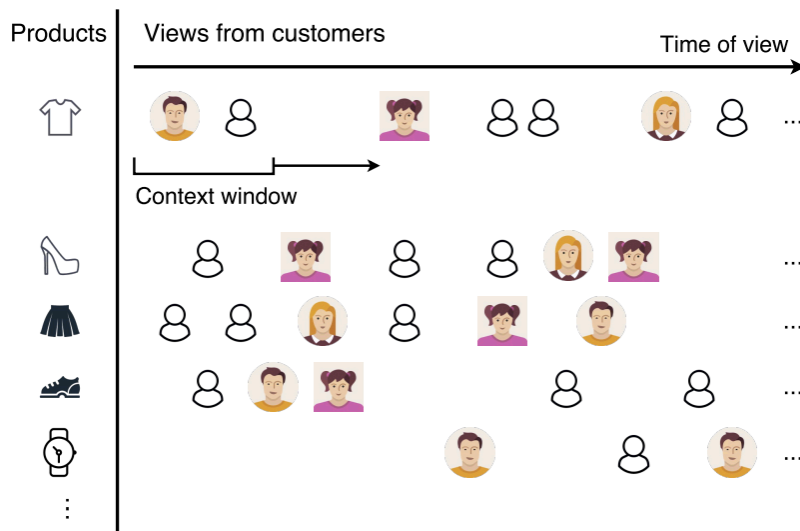 Products
Views from customers
Time of view
...
Context window
...
...
...
...
⋮